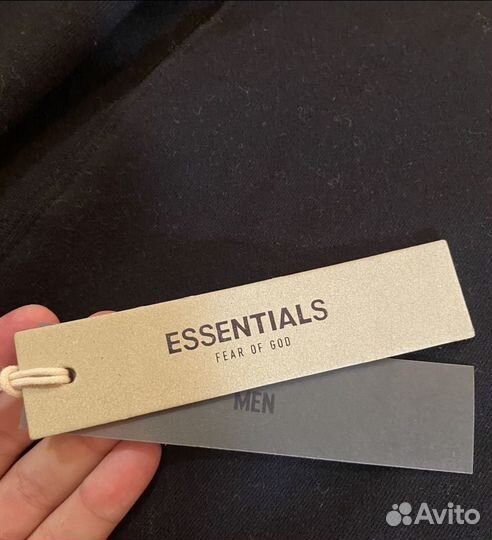 ESSENTIALS
FEAR OF GOD
MEN
Avito